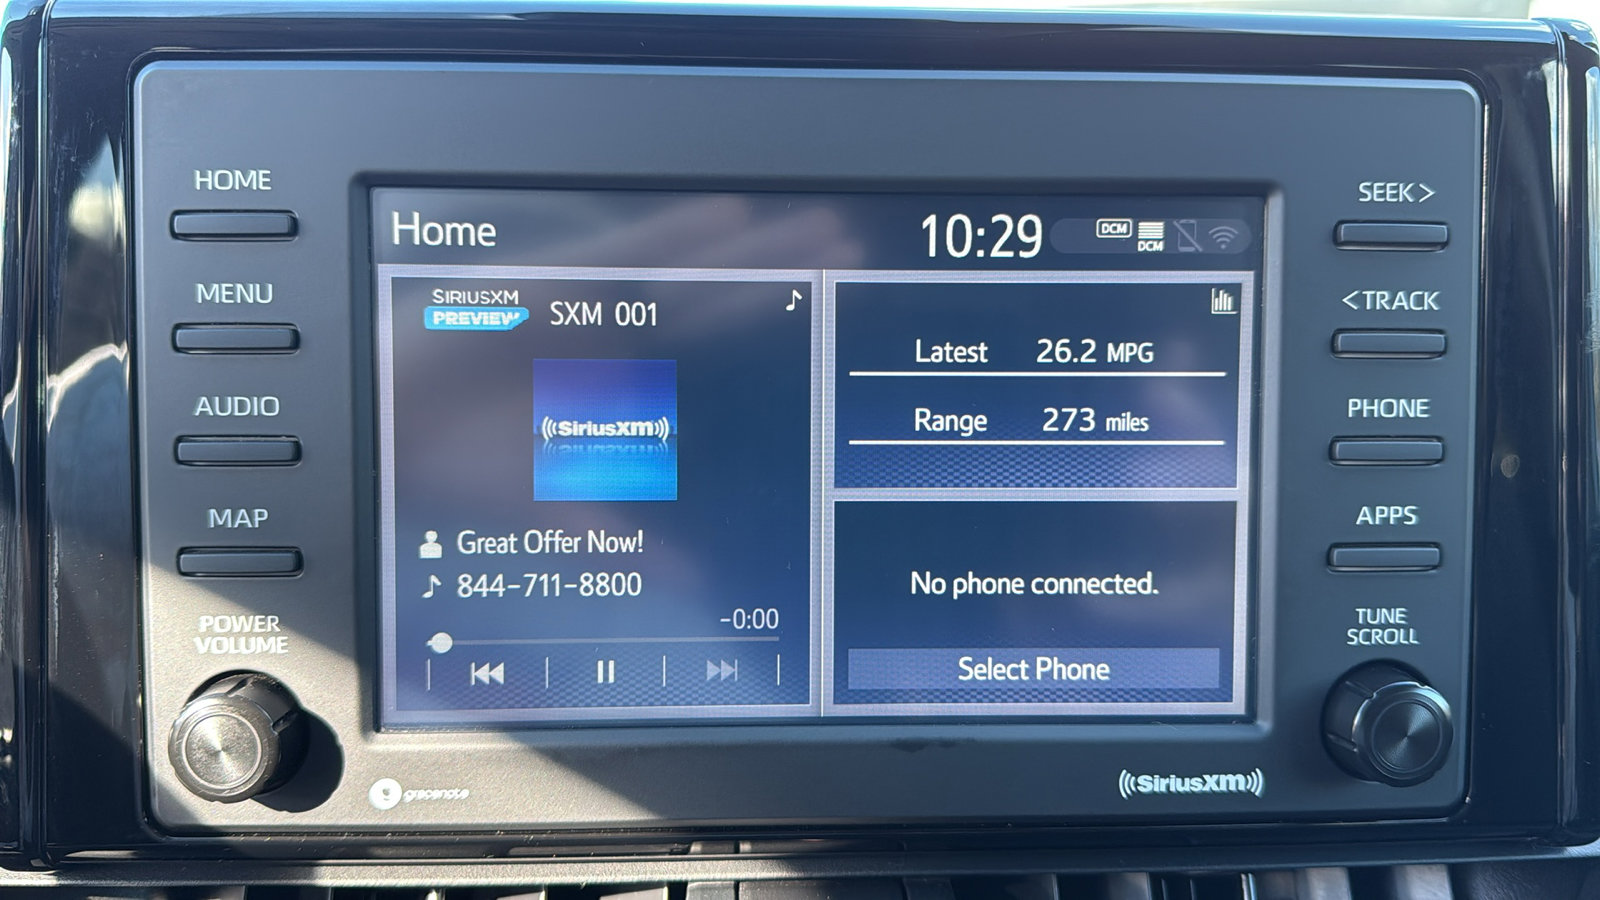 HOME
MENU
AUDIO
MAP
POWER
VOLUME
Home
10:29
DCM
DCM
SIRIUSXM
PREVIEW
SXM 001
((SiriusXM))
Great Offer Now!
844-711-8800
-0:00
Latest 26.2 MPG
Range 273 miles
No phone connected.
Select Phone
SEEK>
<TRACK
PHONE
APPS
TUNE
SCROLL
g gracenote
((SiriusXM))